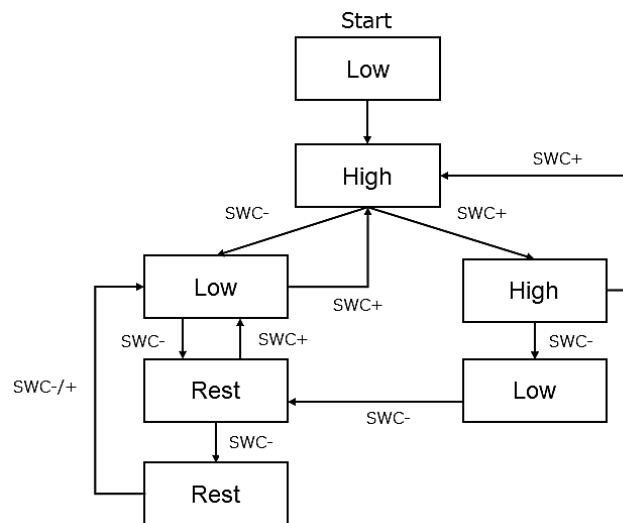 Start
Low
High
SWC+
SWC-
SWC+
Low
High
SWC+
SWC-
SWC+
SWC-
SWC-/+
Rest
Low
SWC-
SWC-
Rest